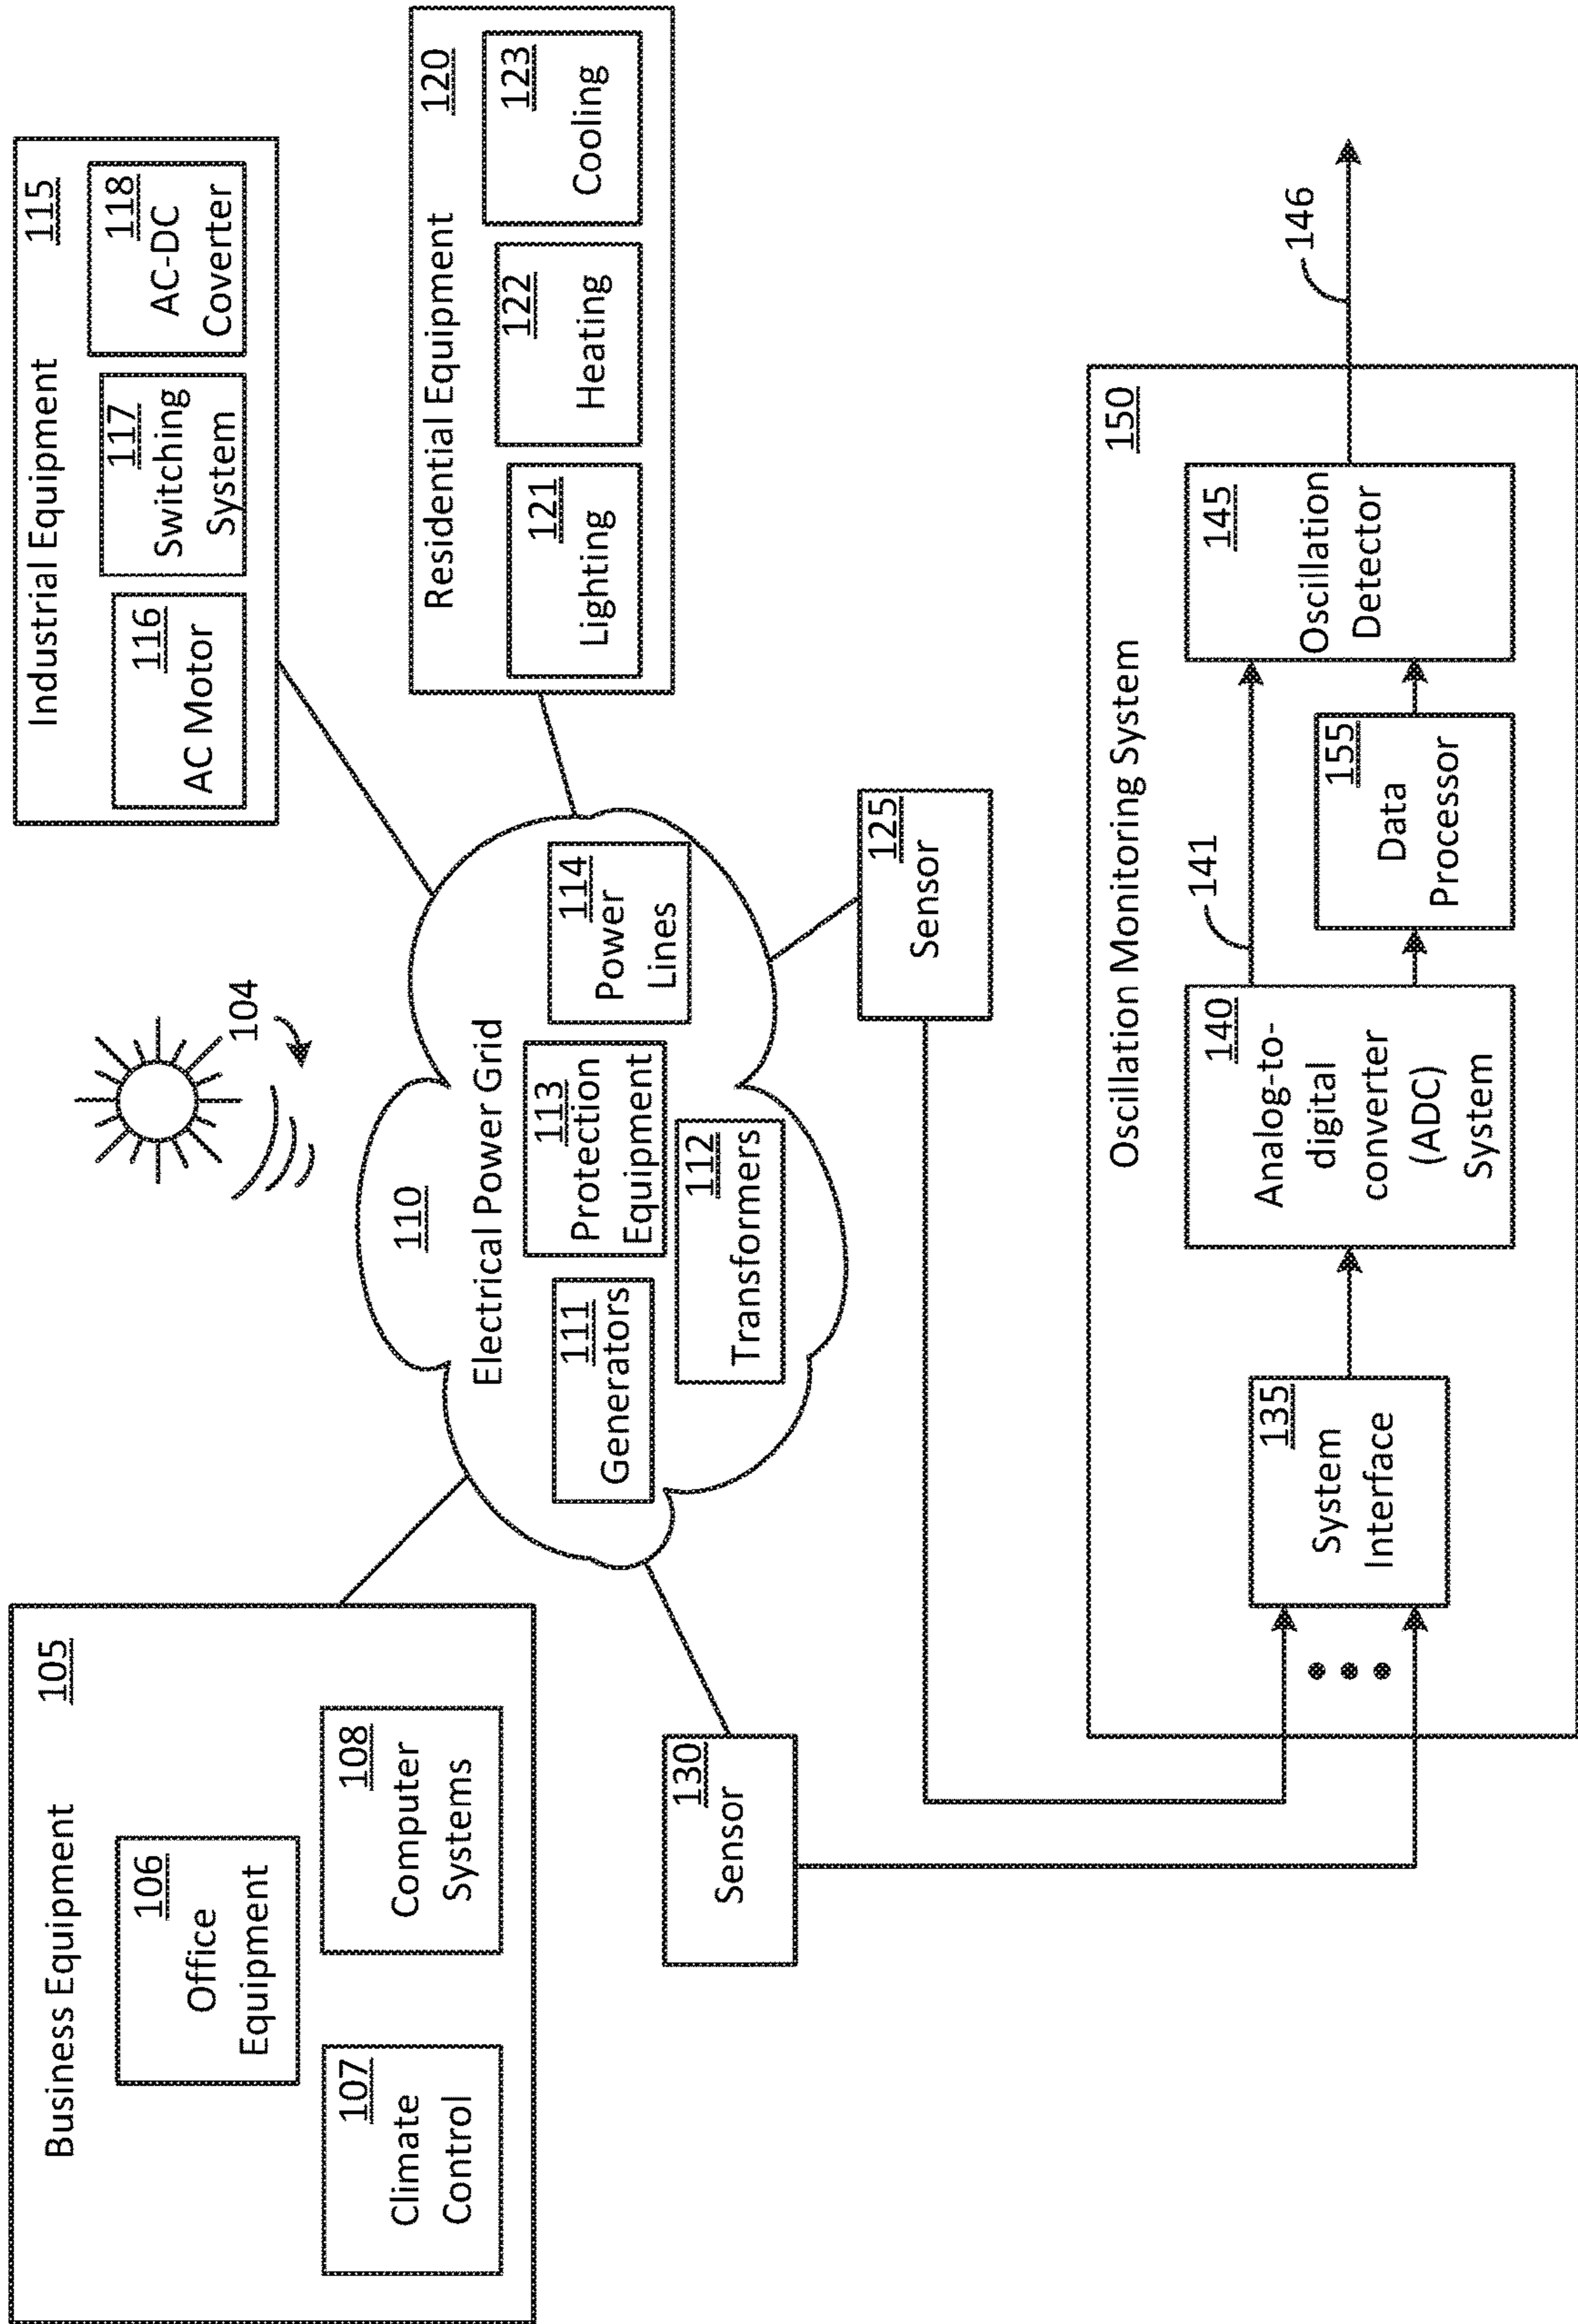 Business Equipment
105
106
Office
Equipment
107
Climate
Control
108
Computer
Systems
104
110
Electrical Power Grid
111
Generators
113
Protection
Equipment
112
Transformers
114
Power
Lines
Industrial Equipment
115
116
AC Motor
117
Switching
System
118
AC-DC
Coverter
Residential Equipment
120
121
Lighting
122
Heating
123
Cooling
130
Sensor
125
Sensor
Oscillation Monitoring System
150
135
System
Interface
140
Analog-to-
digital
converter
(ADC)
System
141
155
Data
Processor
145
Oscillation
Detector
146